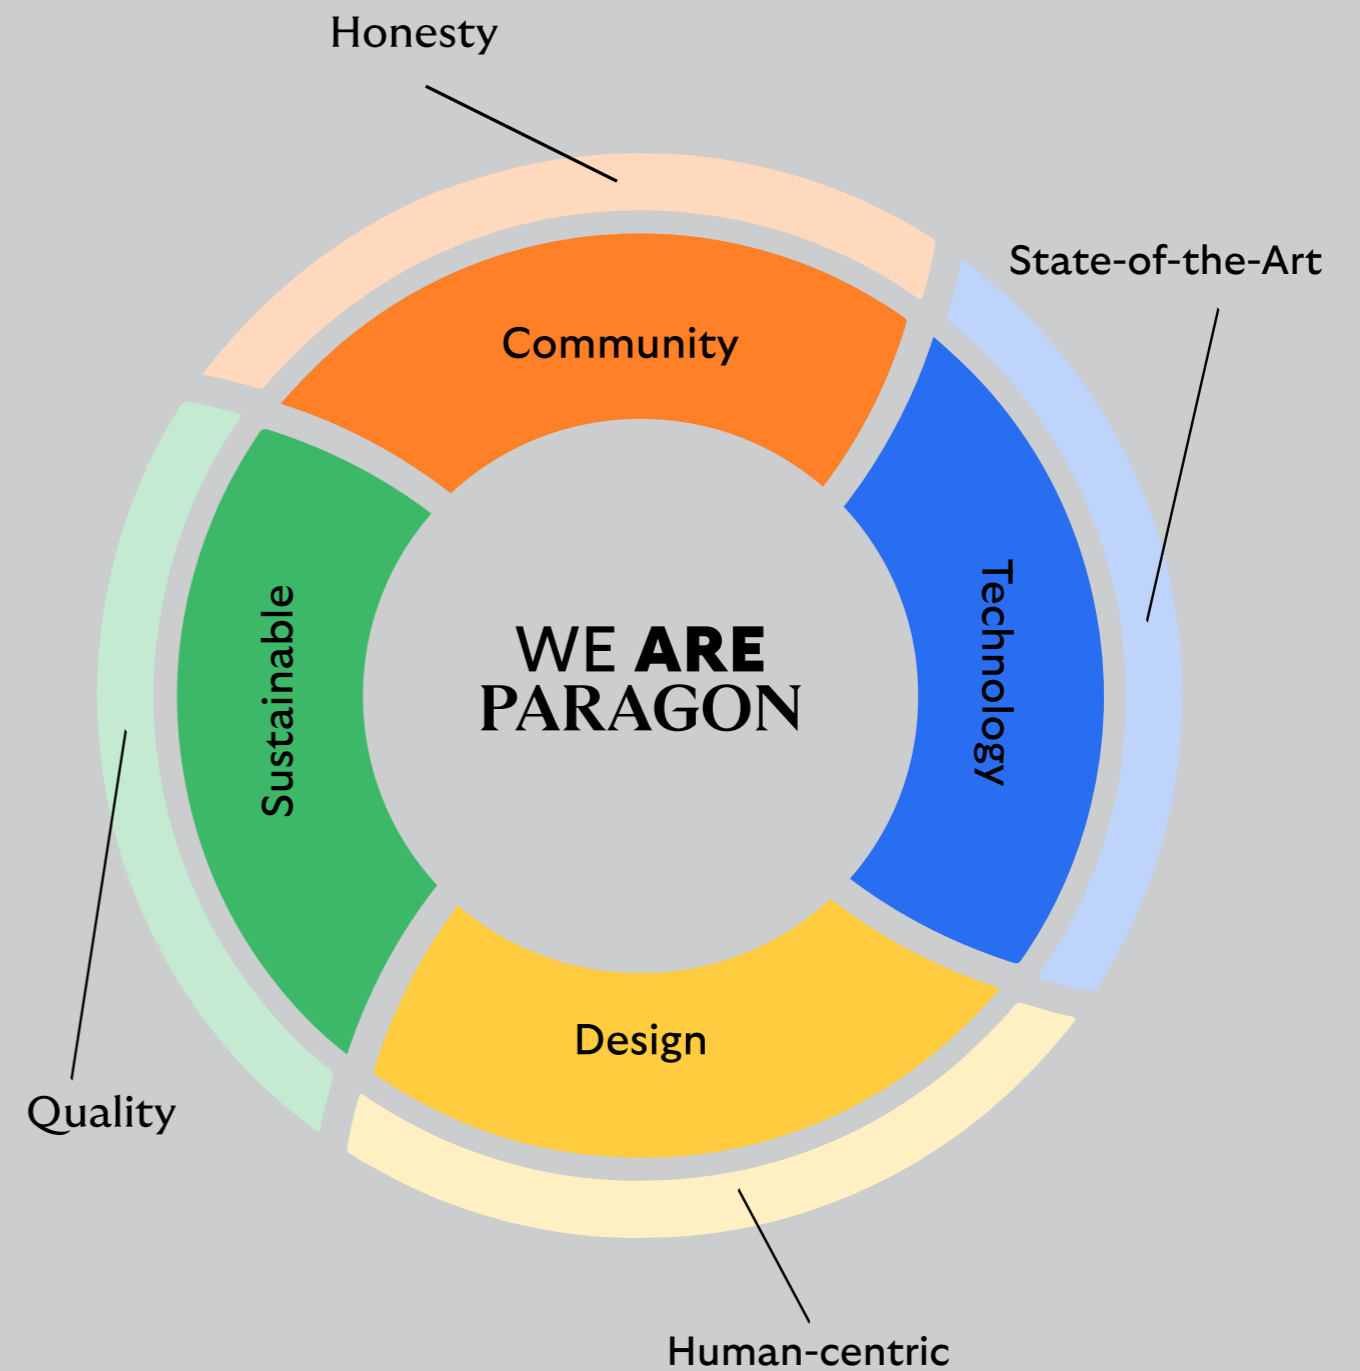 Honesty
State-of-the-Art
Community
Technology
Sustainable
WE ARE
PARAGON
Design
Quality
Human-centric